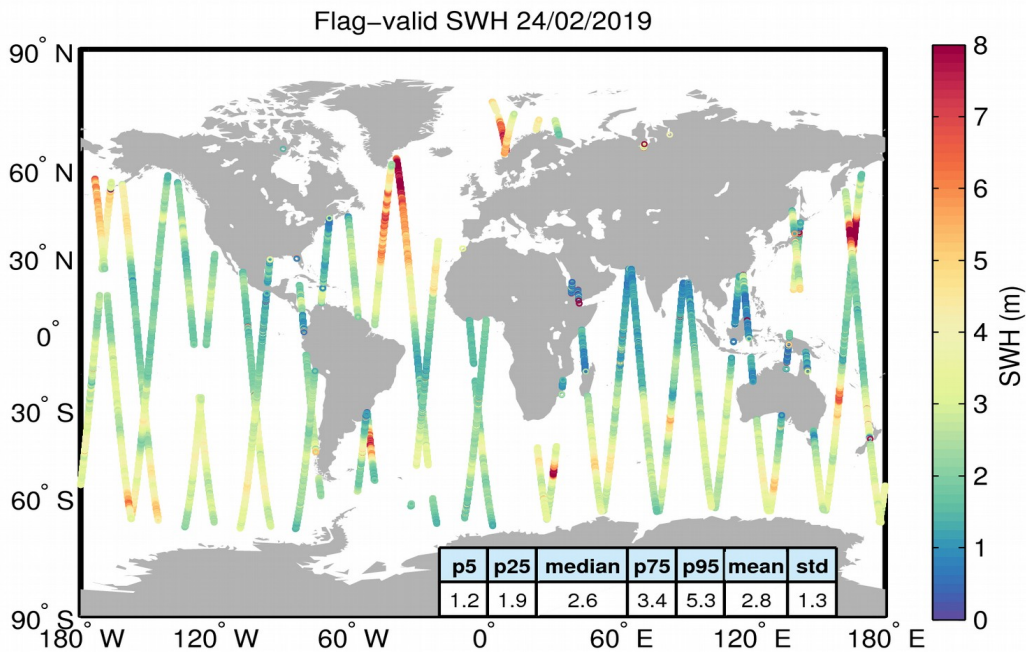 Flag–valid SWH 24/02/2019
90° N
60° N
30° N
0°
30° S
60° S
90° S
180° W
120° W
60° W
0°
60° E
120° E
180° E
8
7
6
5
4
3
2
1
0
SWH (m)
p5 p25 median p75 p95 mean std
1.2 1.9 2.6 3.4 5.3 2.8 1.3